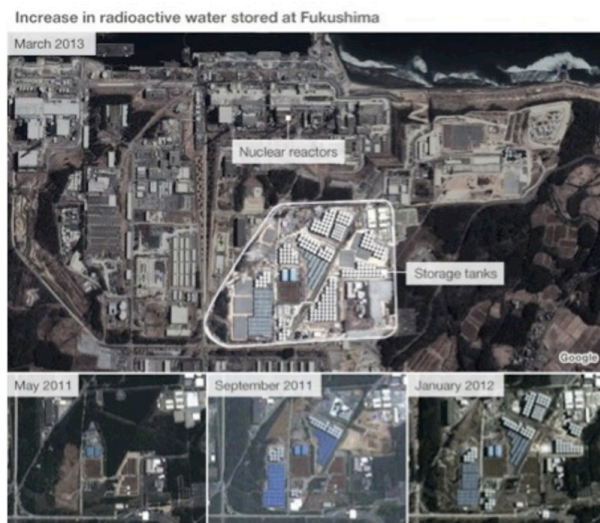 Increase in radioactive water stored at Fukushima
March 2013
Nuclear reactors
Storage tanks
Google
May 2011
September 2011
January 2012